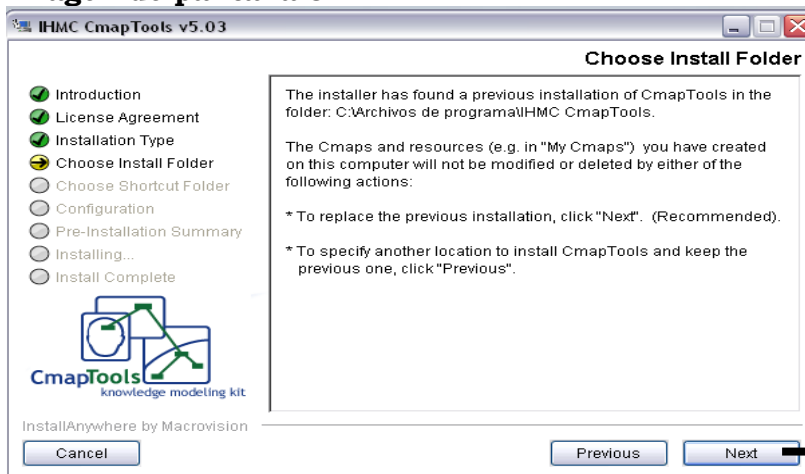 IHMC CmapTools v5.03
Choose Install Folder
Introduction
License Agreement
Installation Type
Choose Install Folder
Choose Shortcut Folder
Configuration
Pre-Installation Summary
Installing...
Install Complete
The installer has found a previous installation of CmapTools in the
folder: C:\Archivos de programa\IHMC CmapTools.
The Cmaps and resources (e.g. in "My Cmaps") you have created
on this computer will not be modified or deleted by either of the
following actions:
* To replace the previous installation, click "Next". (Recommended).
* To specify another location to install CmapTools and keep the
previous one, click "Previous".
CmapTools
knowledge modeling kit
InstallAnywhere by Macrovision
Cancel
Previous
Next